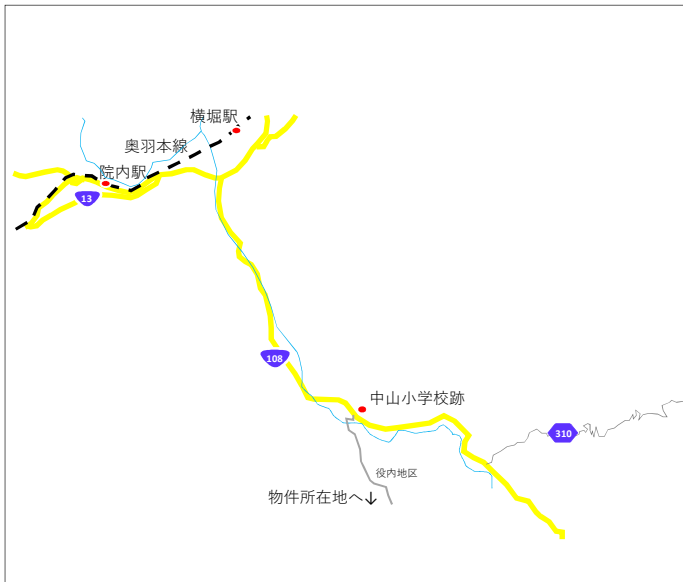 横堀駅
奥羽本線
院内駅
13
108
中山小学校跡
310
役内地区
物件所在地へ↓